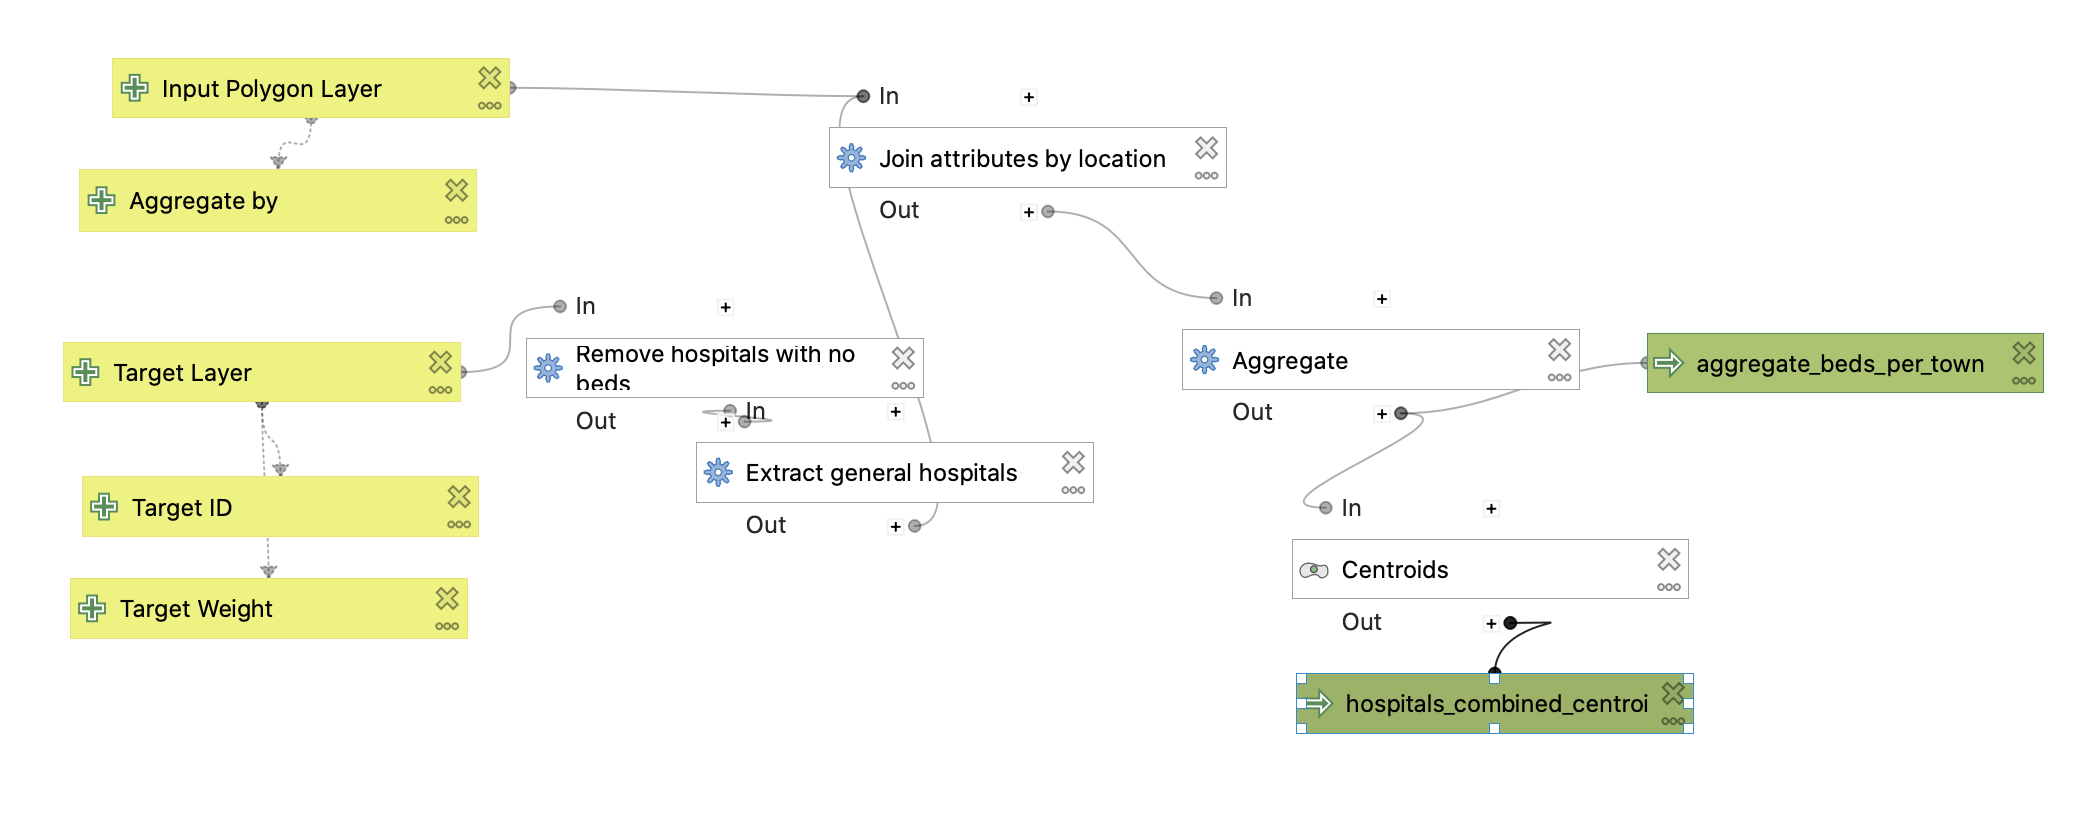 Input Polygon Layer
In
Aggregate by
Join attributes by location
Out
In
In
Target Layer
Remove hospitals with no
beds
Aggregate
aggregate_beds_per_town
Out
In
Out
Extract general hospitals
Target ID
Out
In
Centroids
Target Weight
Out
hospitals_combined_centroi